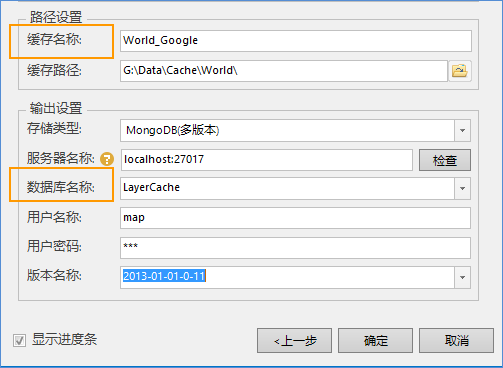 路径设置
缓存名称: World_Google
缓存路径: G:\Data\Cache\World\
输出设置
存储类型: MongoDB(多版本)
服务器名称: ? localhost:27017 检查
数据库名称: LayerCache
用户名称: map
用户密码: ***
版本名称: 2013-01-01-0-11
显示进度条 <上一步 确定 取消